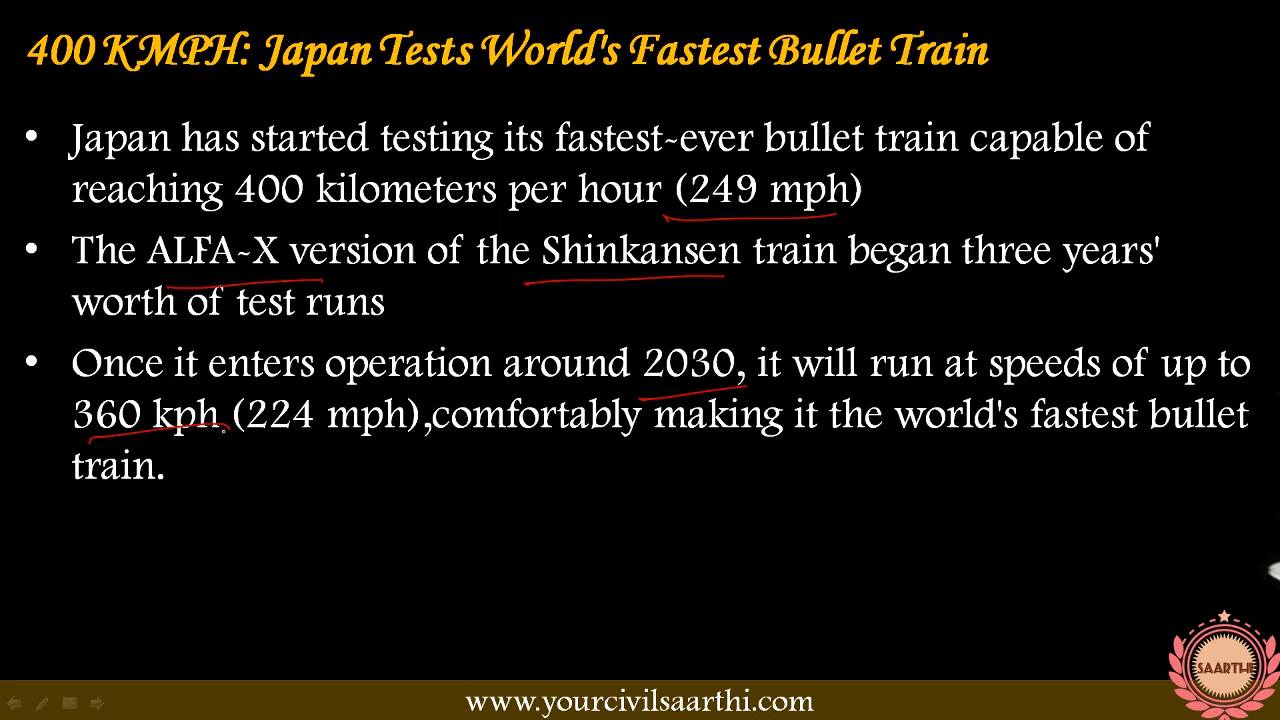 400 KMPH: Japan Tests World's Fastest Bullet Train
• Japan has started testing its fastest-ever bullet train capable of
reaching 400 kilometers per hour (249 mph)
• The ALFA-X version of the Shinkansen train began three years'
worth of test runs
• Once it enters operation around 2030, it will run at speeds of up to
360 kph (224 mph),comfortably making it the world's fastest bullet
train.
SAARTHI
www.yourcivilsaarthi.com